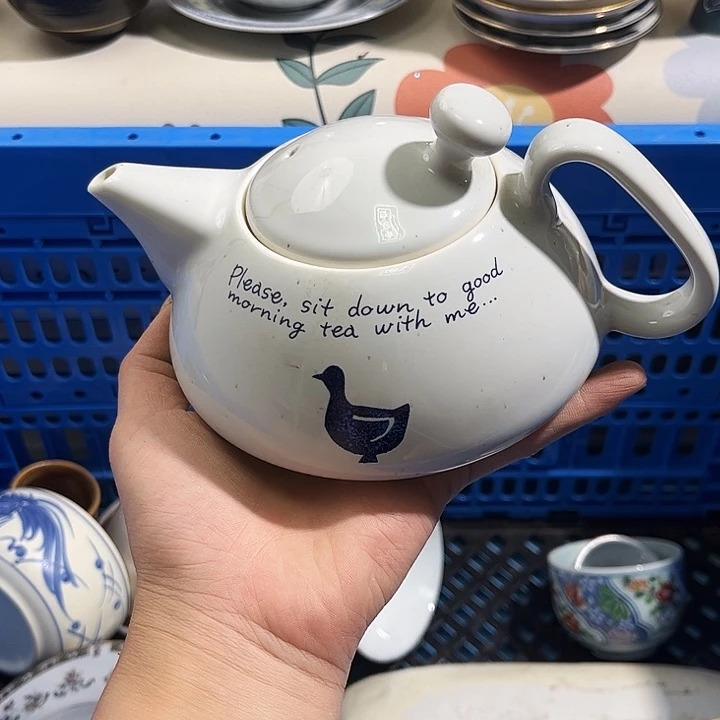 Please, sit down to good
morning tea with me...